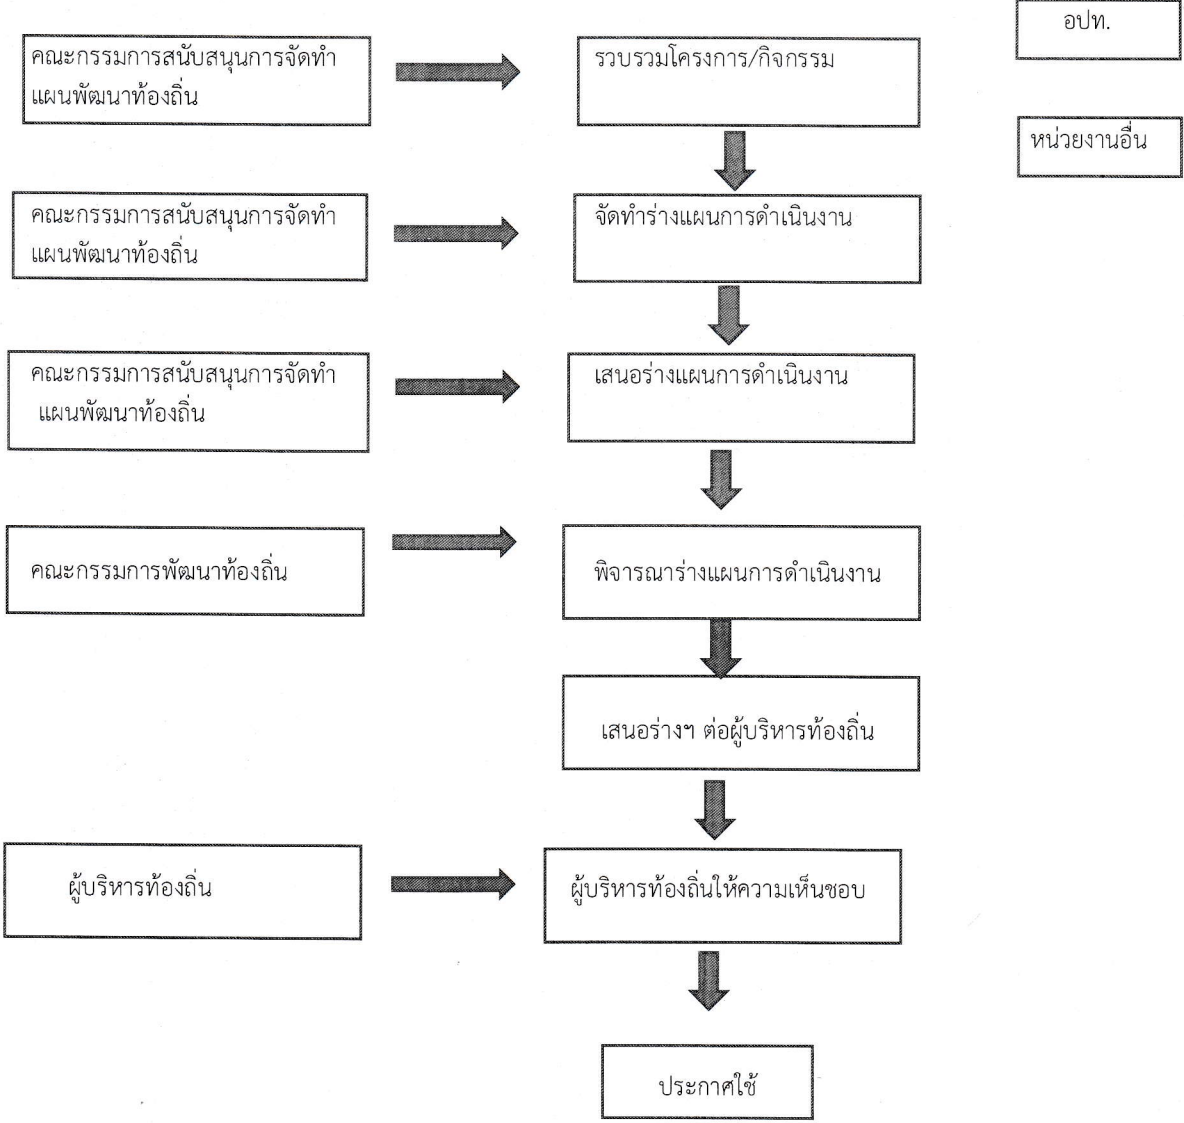 อปท.
คณะกรรมการสนับสนุนการจัดทำ
แผนพัฒนาท้องถิ่น
รวบรวมโครงการ/กิจกรรม
หน่วยงานอื่น
คณะกรรมการสนับสนุนการจัดทำ
แผนพัฒนาท้องถิ่น
จัดทำร่างแผนการดำเนินงาน
คณะกรรมการสนับสนุนการจัดทำ
แผนพัฒนาท้องถิ่น
เสนอร่างแผนการดำเนินงาน
คณะกรรมการพัฒนาท้องถิ่น
พิจารณาร่างแผนการดำเนินงาน
เสนอร่างฯ ต่อผู้บริหารท้องถิ่น
ผู้บริหารท้องถิ่น
ผู้บริหารท้องถิ่นให้ความเห็นชอบ
ประกาศใช้